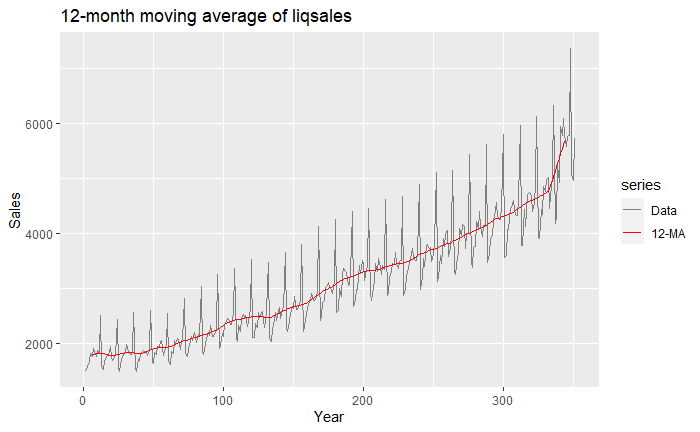 12-month moving average of liqsales
6000
4000
2000
Sales
0
100
200
300
Year
series
Data
12-MA